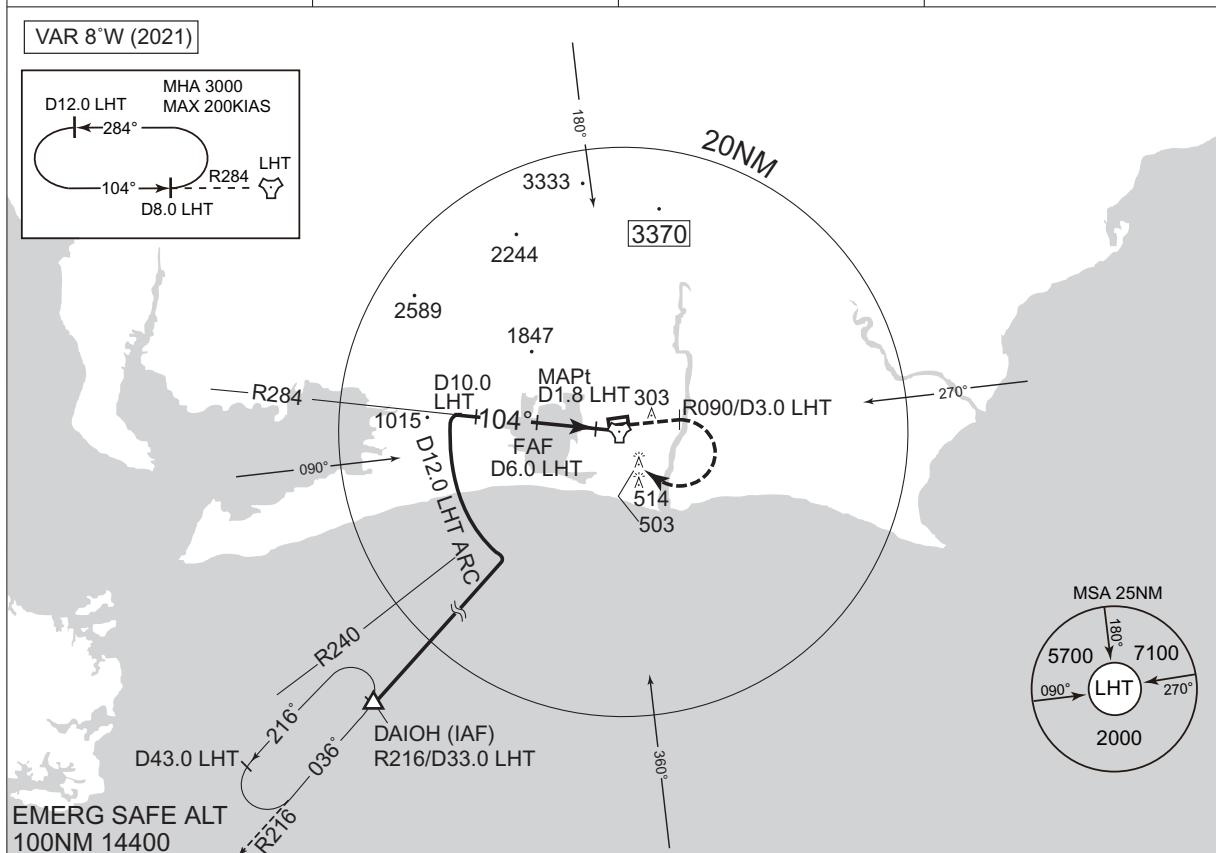 VAR 8°W (2021)
MHA 3000
MAX 200KIAS
D12.0 LHT
284°
LHT
R284
104°
D8.0 LHT
180°
20NM
3333
3370
2244
2589
1847
R284
D10.0
LHT
MAPt
D1.8 LHT
303
R090/D3.0 LHT
270°
1015
104°
FAF
D6.0 LHT
090°
D12.0 LHT ARC
514
503
R240
216°
036°
DAIOH (IAF)
R216/D33.0 LHT
D43.0 LHT
R216
360°
EMERG SAFE ALT
100NM 14400
MSA 25NM
180°
5700
7100
090°
LHT
270°
2000